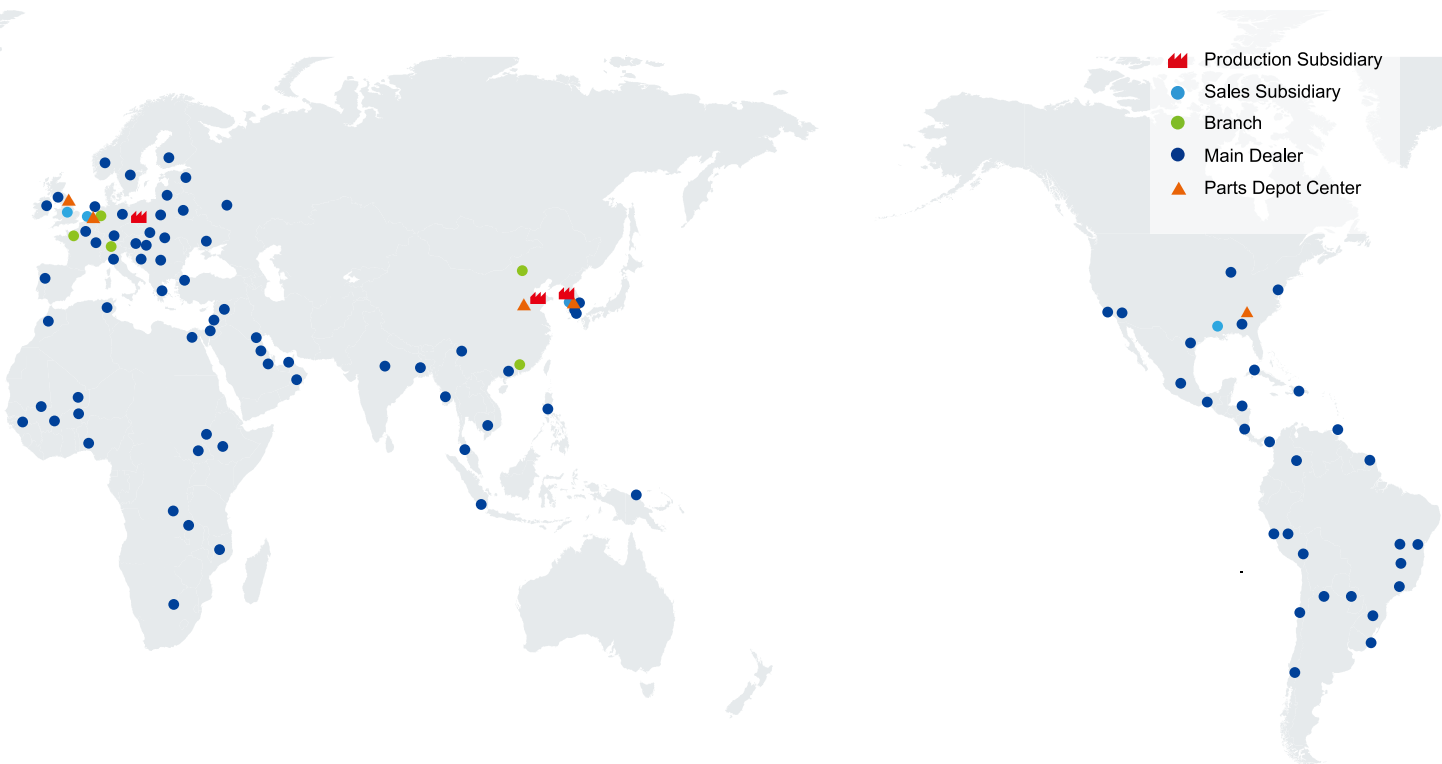 Production Subsidiary
Sales Subsidiary
Branch
Main Dealer
Parts Depot Center